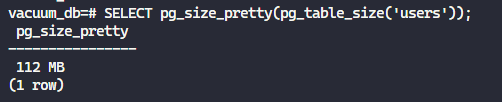 vacuum_db=# SELECT pg_size_pretty(pg_table_size('users'));
 pg_size_pretty
----------------
 112 MB
(1 row)